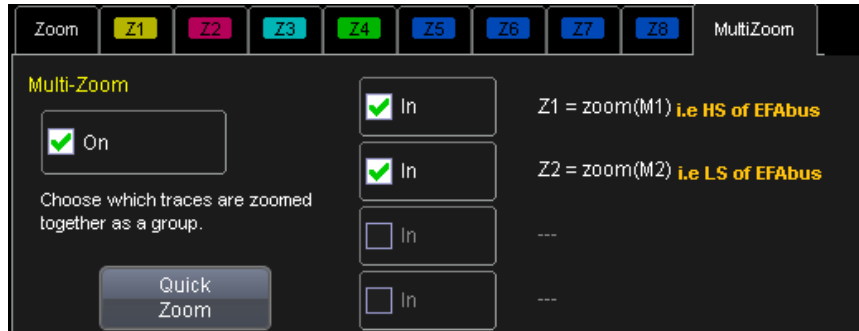 Zoom Z1 Z2 Z3 Z4 Z5 Z6 Z7 Z8 MultiZoom
Multi-Zoom
On
Choose which traces are zoomed
together as a group.
Quick
Zoom
In Z1 = zoom(M1) i.e HS of EFAbus
In Z2 = zoom(M2) i.e LS of EFAbus
In ---
In ---